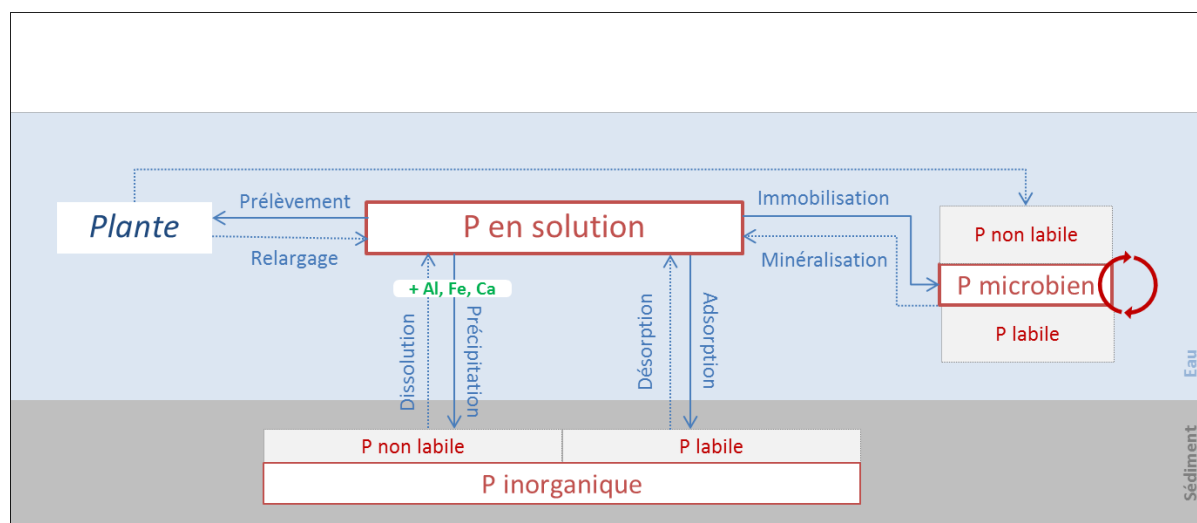 Prélèvement
Immobilisation
Plante
P en solution
P non labile
Relargage
Minéralisation
P microbien
+ Al, Fe, Ca
P labile
Dissolution
Précipitation
Désorption
Adsorption
Eau
P non labile
P labile
P inorganique
Sédiment